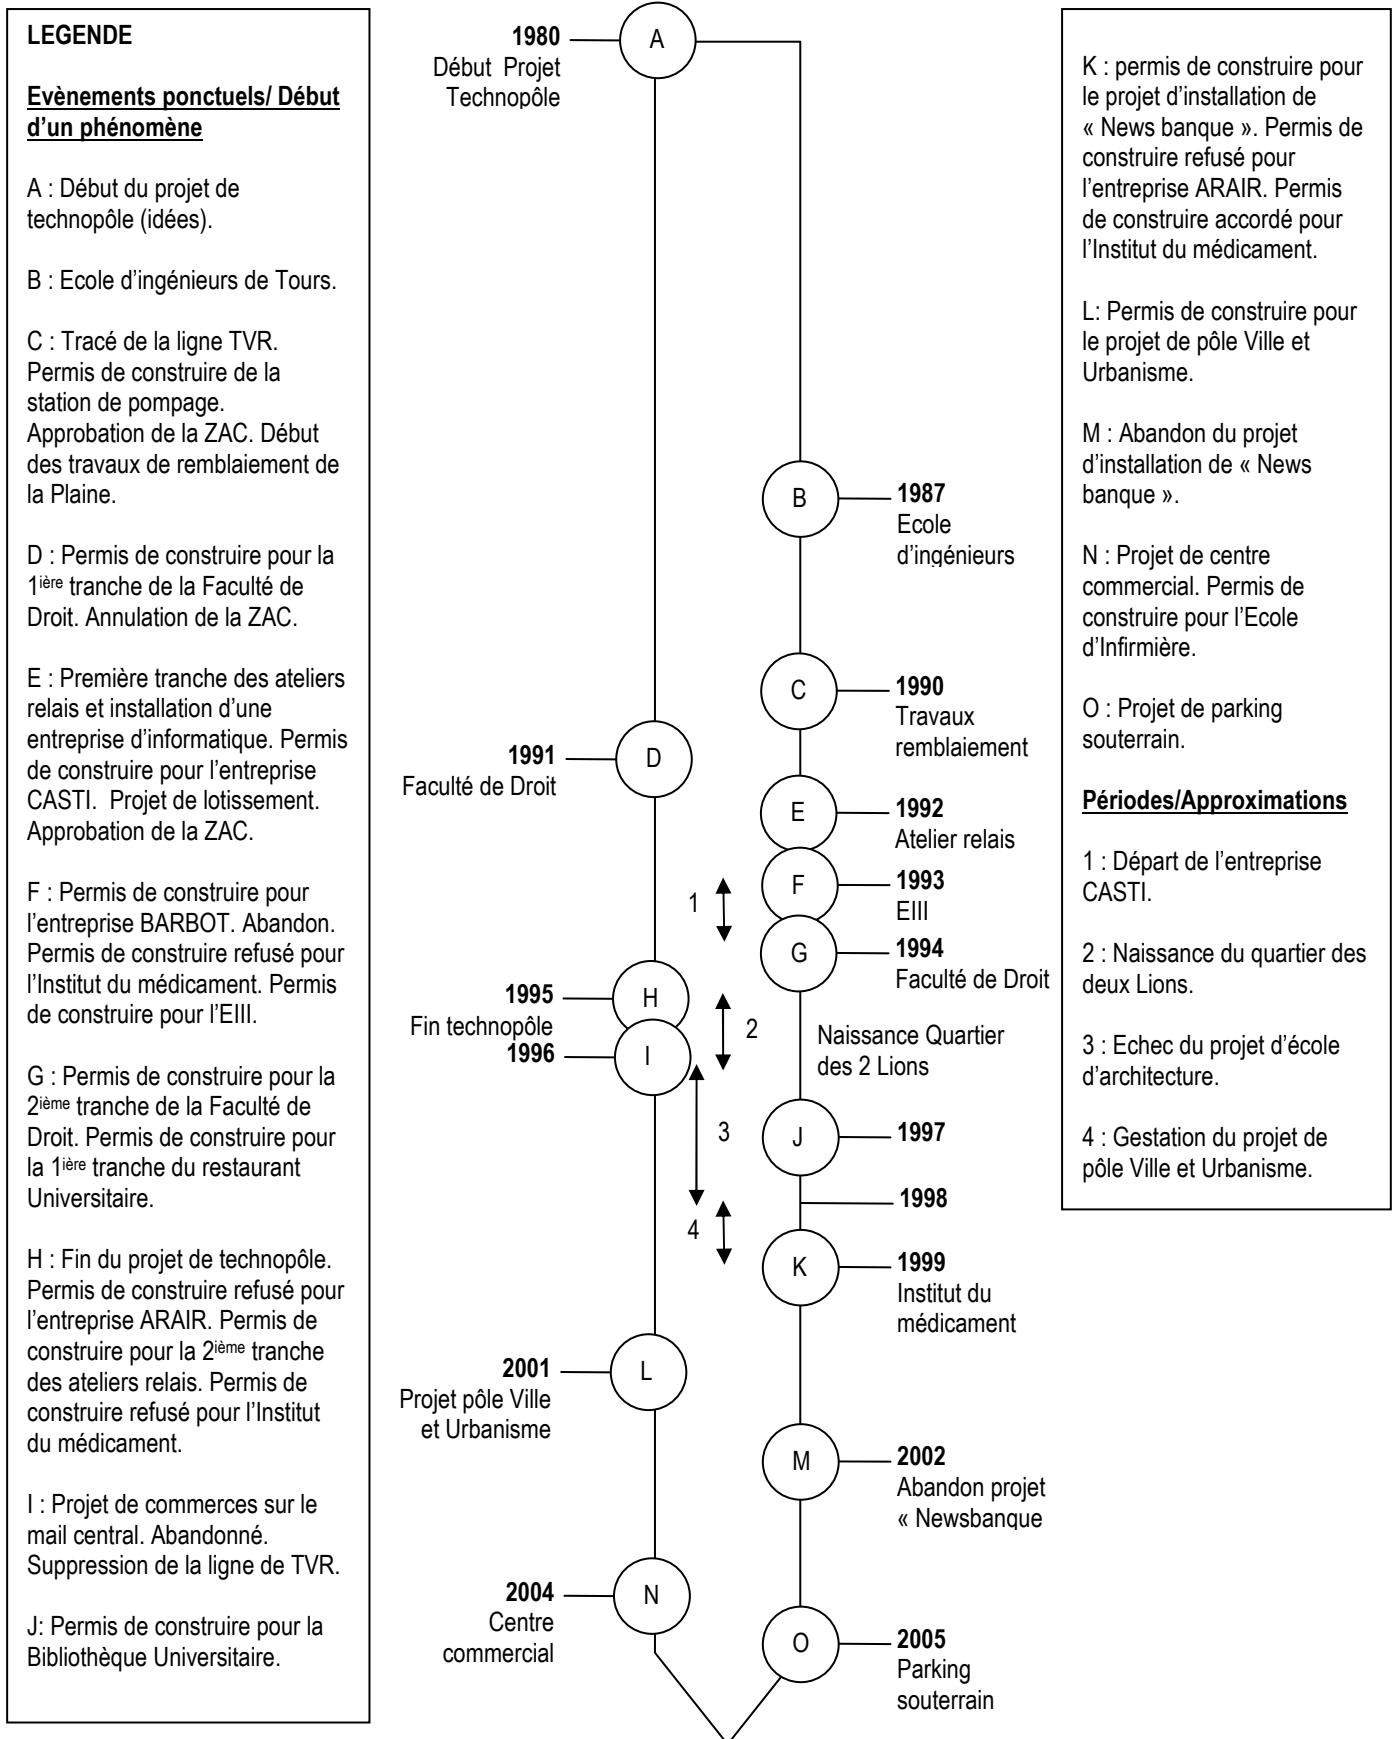 LEGENDE
Evènements ponctuels/ Début
d'un phénomène
A : Début du projet de
technopôle (idées).
B : Ecole d'ingénieurs de Tours.
C : Tracé de la ligne TVR.
Permis de construire de la
station de pompage.
Approbation de la ZAC. Début
des travaux de remblaiement de
la Plaine.
D : Permis de construire pour la
1ière tranche de la Faculté de
Droit. Annulation de la ZAC.
E : Première tranche des ateliers
relais et installation d'une
entreprise d'informatique. Permis
de construire pour l'entreprise
CASTI. Projet de lotissement.
Approbation de la ZAC.
F : Permis de construire pour
l'entreprise BARBOT. Abandon.
Permis de construire refusé pour
l'Institut du médicament. Permis
de construire pour l'EIII.
G : Permis de construire pour la
2ième tranche de la Faculté de
Droit. Permis de construire pour
la 1ière tranche du restaurant
Universitaire.
H : Fin du projet de technopôle.
Permis de construire refusé pour
l'entreprise ARAIR. Permis de
construire pour la 2ième tranche
des ateliers relais. Permis de
construire refusé pour l'Institut
du médicament.
I : Projet de commerces sur le
mail central. Abandonné.
Suppression de la ligne de TVR.
J: Permis de construire pour la
Bibliothèque Universitaire.
1980
Début Projet
Technopôle
A
B
1987
Ecole
d'ingénieurs
C
1990
Travaux
remblaiement
1991
Faculté de Droit
D
E
1992
Atelier relais
1
F
1993
EIII
G
1994
Faculté de Droit
1995
Fin technopôle
H
2
Naissance Quartier
des 2 Lions
1996
I
3
J
1997
1998
4
K
1999
Institut du
médicament
2001
Projet pôle Ville
et Urbanisme
L
M
2002
Abandon projet
« Newsbanque
2004
Centre
commercial
N
O
2005
Parking
souterrain
K : permis de construire pour
le projet d'installation de
« News banque ». Permis de
construire refusé pour
l'entreprise ARAIR. Permis
de construire accordé pour
l'Institut du médicament.
L: Permis de construire pour
le projet de pôle Ville et
Urbanisme.
M : Abandon du projet
d'installation de « News
banque ».
N : Projet de centre
commercial. Permis de
construire pour l'Ecole
d'Infirmière.
O : Projet de parking
souterrain.
Périodes/Approximations
1 : Départ de l'entreprise
CASTI.
2 : Naissance du quartier des
deux Lions.
3 : Echec du projet d'école
d'architecture.
4 : Gestation du projet de
pôle Ville et Urbanisme.